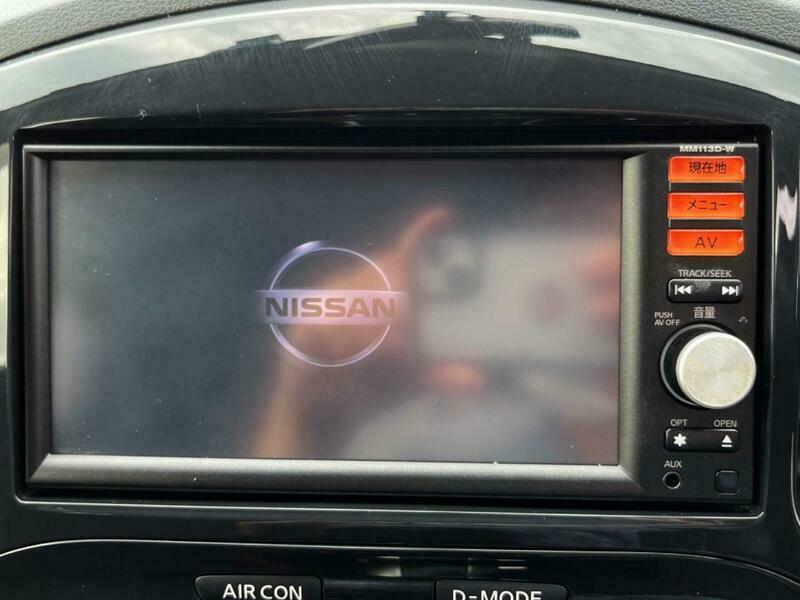 MM113D-W
現在地
メニュー
AV
TRACK/SEEK
音量
PUSH
AV OFF
NISSAN
OPT
OPEN
AUX
AIR CON
D-MODE